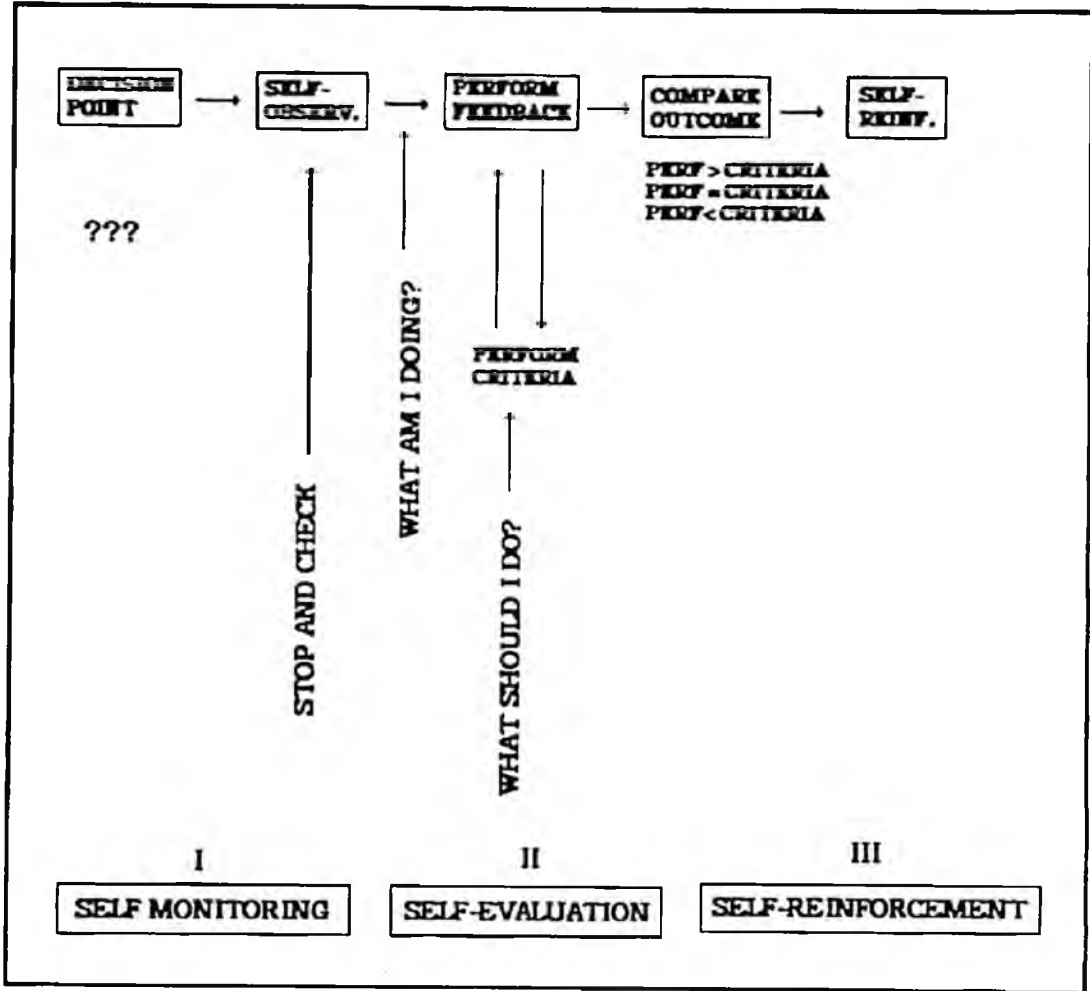 DECISION
POINT
SELF-
OBSERV.
PERFORM
FEEDBACK
COMPARE
OUTCOME
SELF-
REINF.
PERF>CRITERIA
PERF=CRITERIA
PERF<CRITERIA
???
PERFORM
CRITERIA
STOP AND CHECK
WHAT AM I DOING?
WHAT SHOULD I DO?
I
II
III
SELF MONITORING
SELF-EVALUATION
SELF-REINFORCEMENT